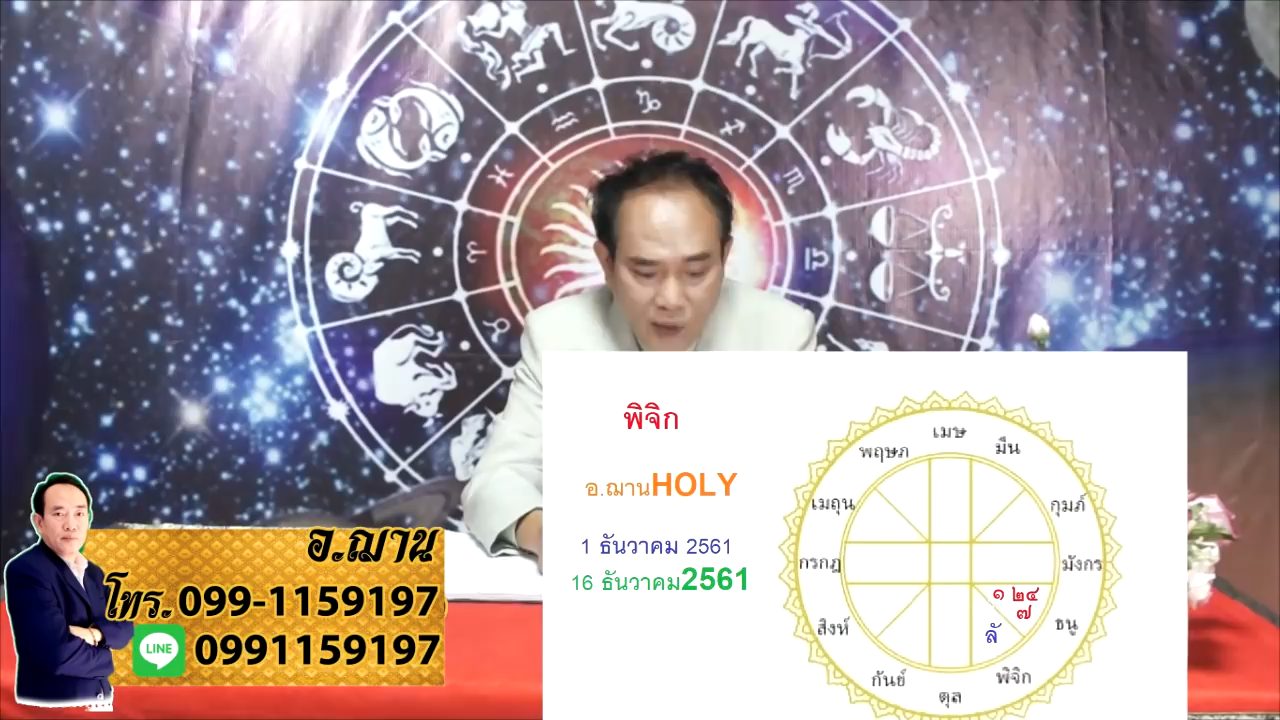 พิจิก
อ.ฌานHOLY
1 ธันวาคม 2561
16 ธันวาคม2561
เมษ
พฤษภ
มีน
เมถุน
กุมภ์
กรกฎ
มังกร
๑ ๒๔
๗
สิงห์
ลั
ธนู
กันย์
ตุล
พิจิก
อ.ฌาน
โทร. 099-1159197
LINE 0991159197